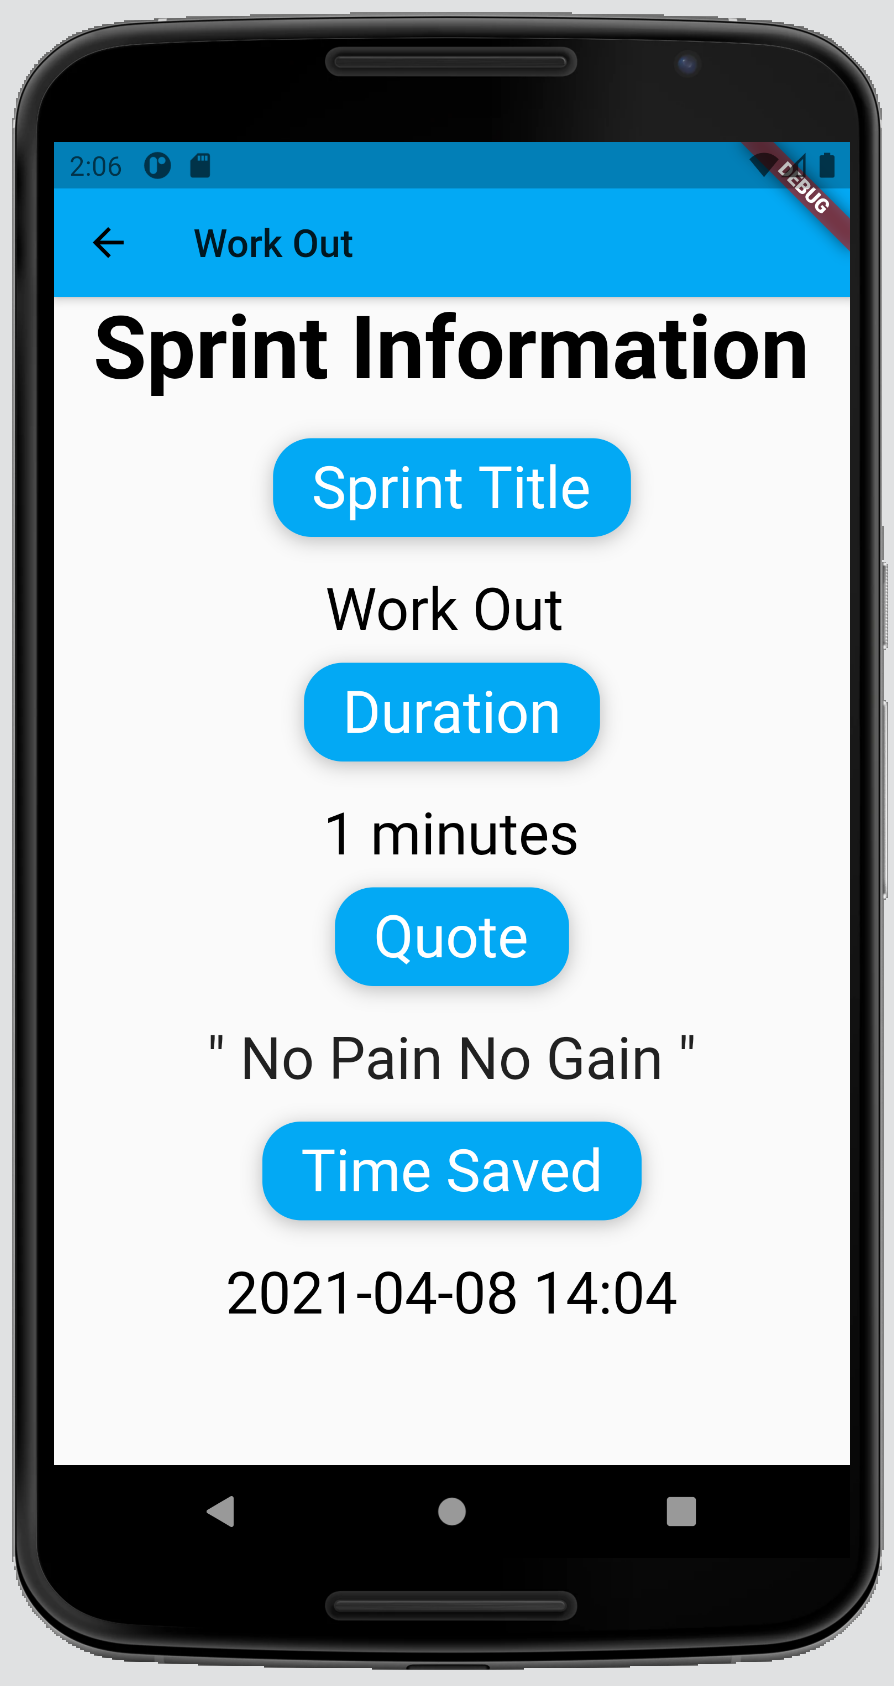 2:06
DEBUG
Work Out
Sprint Information
Sprint Title
Work Out
Duration
1 minutes
Quote
" No Pain No Gain "
Time Saved
2021-04-08 14:04